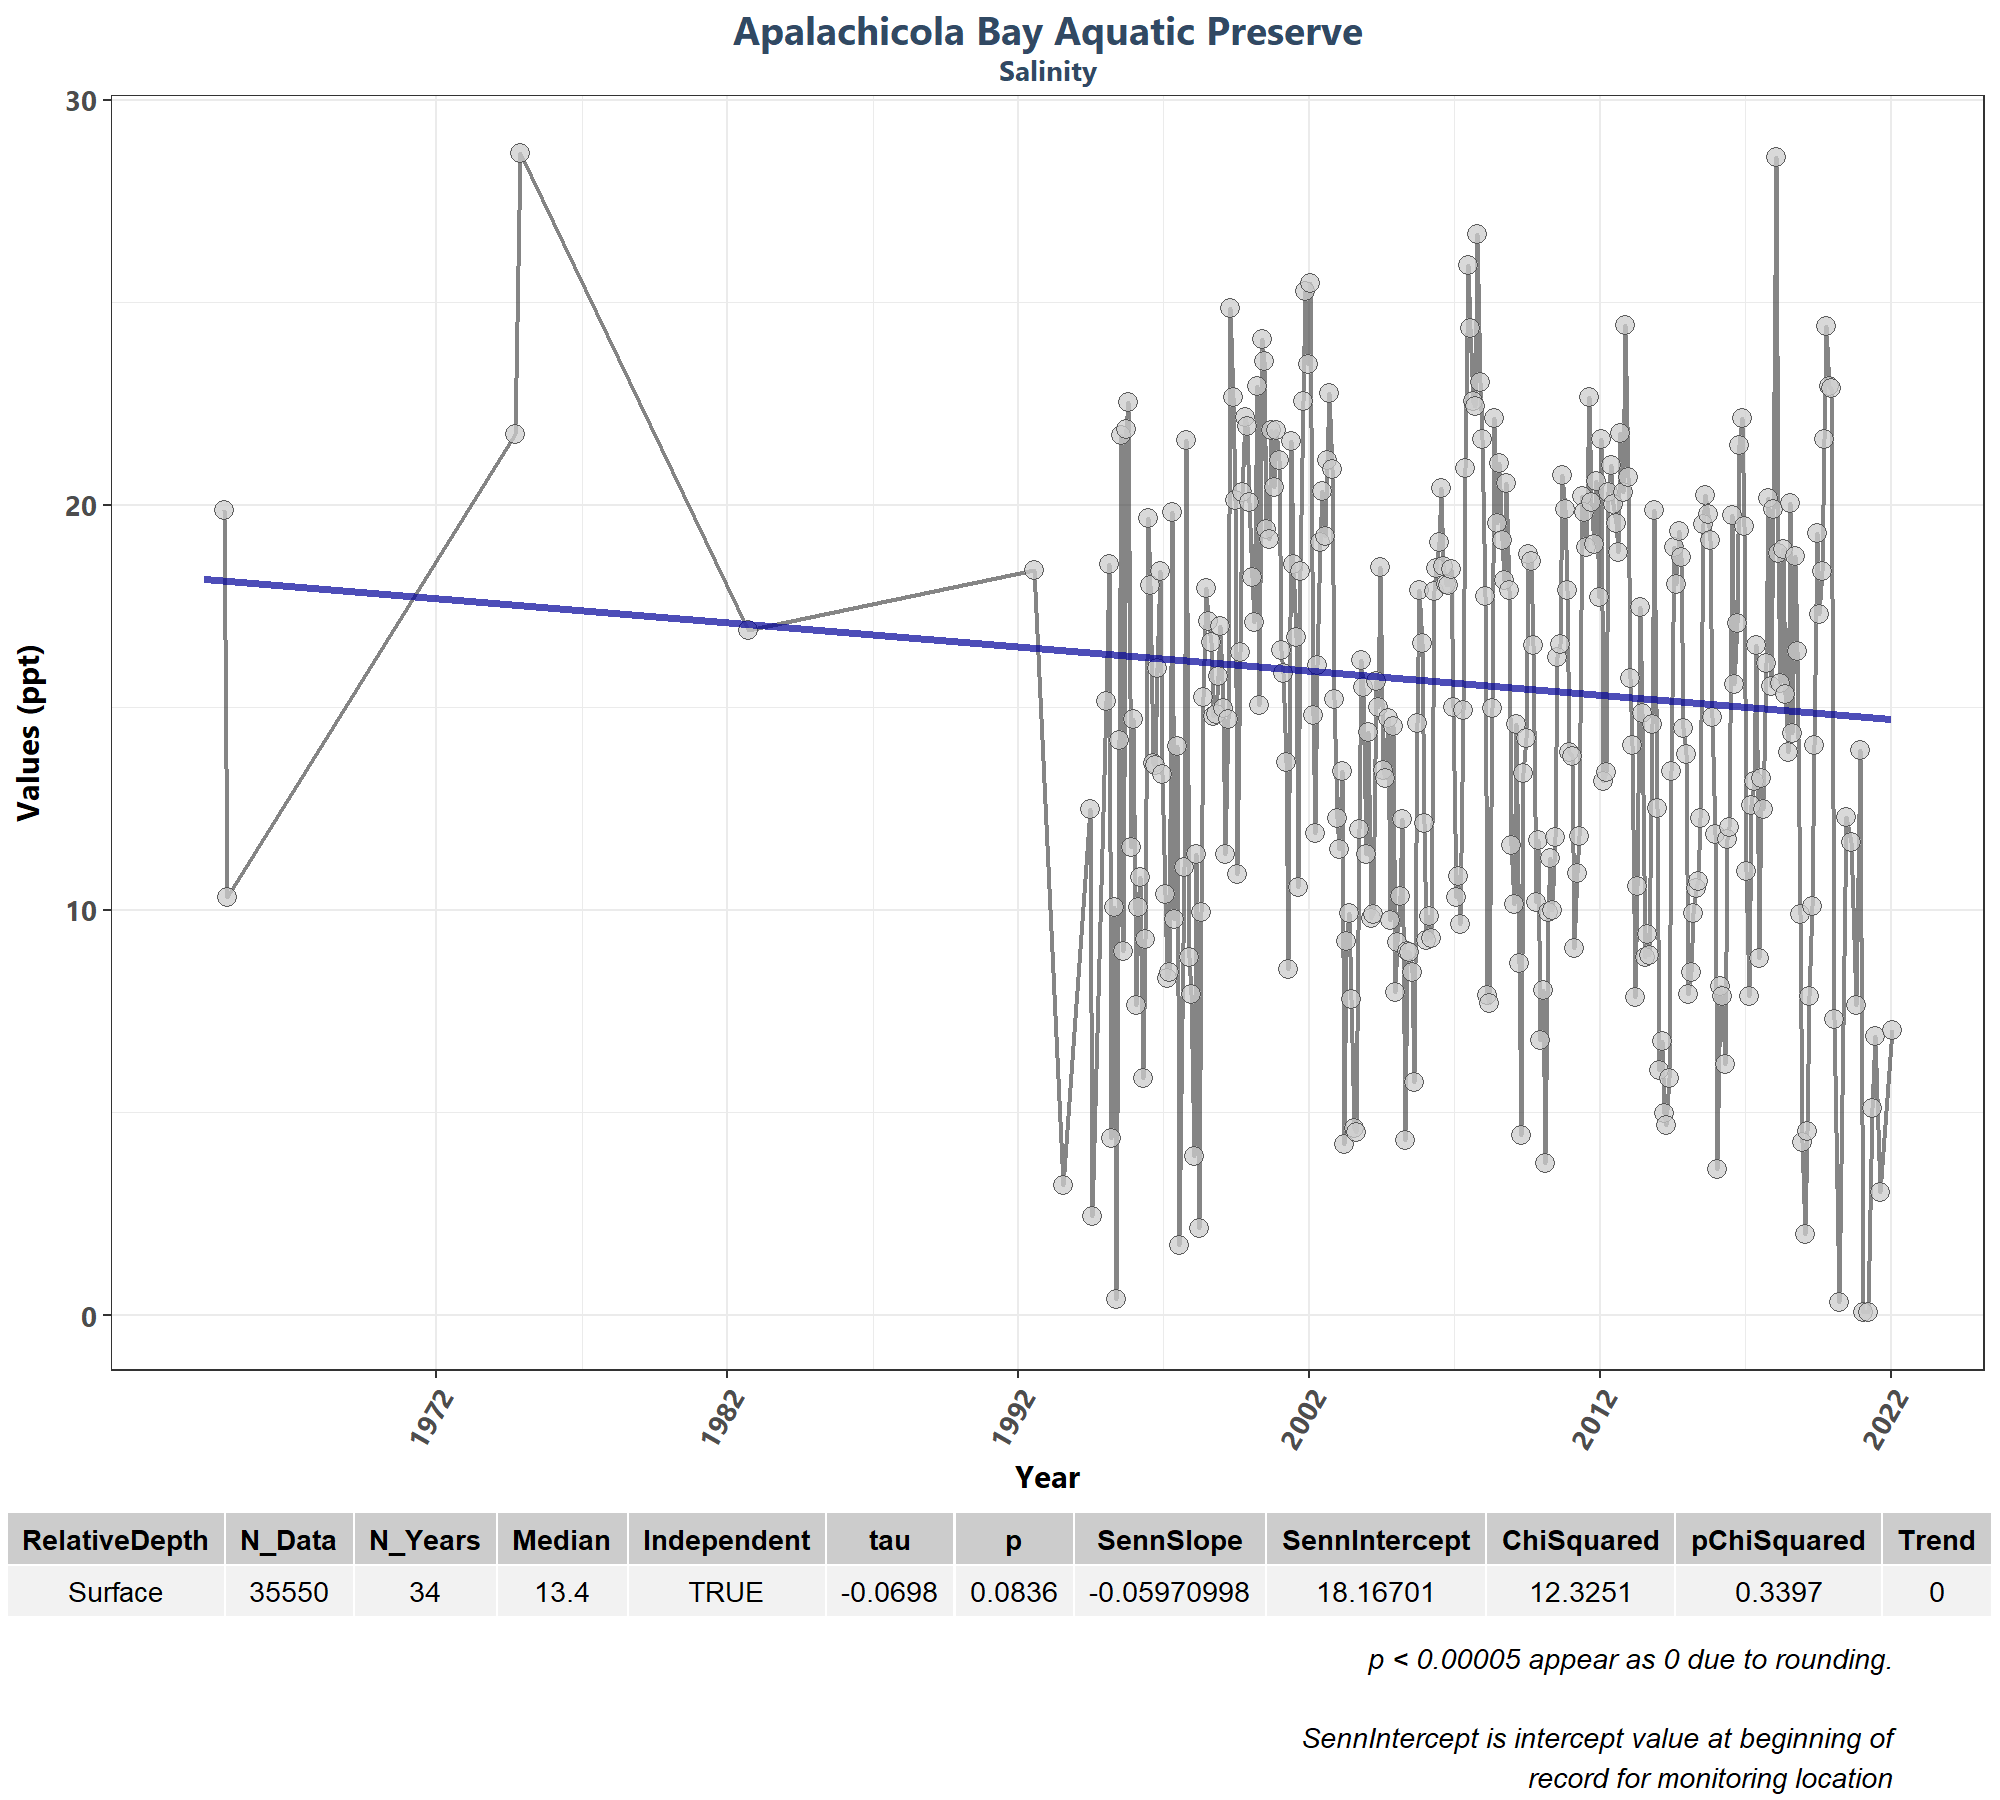 Apalachicola Bay Aquatic Preserve
Salinity
Values (ppt)
30
20
10
0
1972 1982 1992 2002 2012 2022
Year
RelativeDepth N_Data N_Years Median Independent tau p SennSlope SennIntercept ChiSquared pChiSquared Trend
Surface 35550 34 13.4 TRUE -0.0698 0.0836 -0.05970998 18.16701 12.3251 0.3397 0
p < 0.00005 appear as 0 due to rounding.
SennIntercept is intercept value at beginning of
record for monitoring location